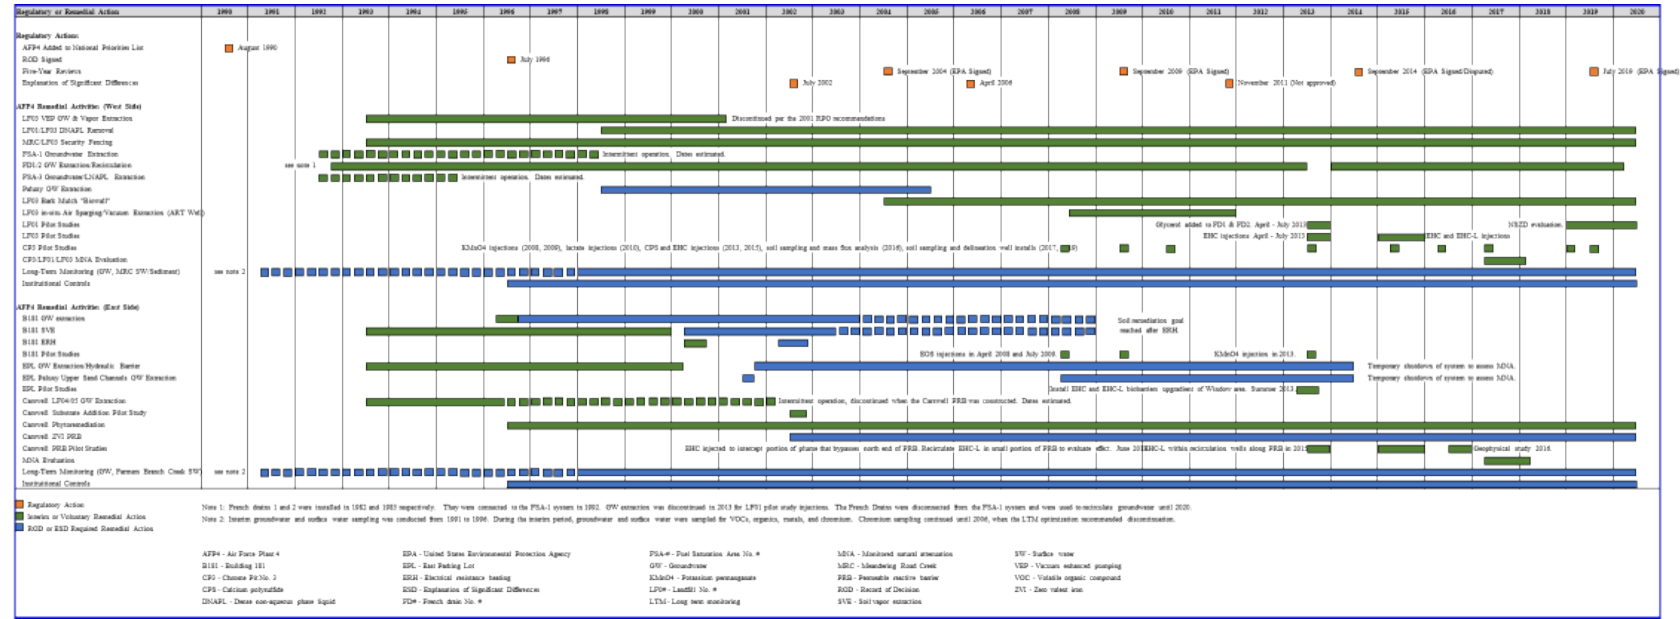 Regulatory or Remedial Action 1990 1991 1992 1993 1994 1995 1996 1997 1998 1999 2000 2001 2002 2003 2004 2005 2006 2007 2008 2009 2010 2011 2012 2013 2014 2015 2016 2017 2018 2019 2020
Regulatory Actions
AFP4 Added to National Priorities List August 1990
ROD Signed July 1996
Five-Year Reviews September 2004 (EPA Signed) September 2009 (EPA Signed) September 2014 (EPA Signed/Disputed) July 2019 (EPA Signed)
Explanation of Significant Differences July 2002 April 2006 November 2011 (Not approved)
AFP4 Remedial Activities (West Side)
LF03 VEP GW & Vapor Extraction Discontinued per the 2001 RPO recommendations
LF01/LF03 DNAPL Removal
MRC/LF03 Security Fencing
FSA-1 Groundwater Extraction Intermittent operation. Dates estimated.
FD1/2 GW Extraction/Recirculation see note 1
FSA-3 Groundwater/LNAPL Extraction Intermittent operation. Dates estimated.
Paluxy GW Extraction
LF03 Bark Mulch "Biowall"
LF03 in-situ Air Sparging/Vacuum Extraction (ART Well)
LF01 Pilot Studies Glycerol added to FD1 & FD2. April - July 2013 NSZD evaluation.
LF03 Pilot Studies EHC injections April - July 2013 EHC and EHC-L injections
CP3 Pilot Studies KMnO4 injections (2008, 2009), lactate injections (2010), CPS and EHC injections (2013, 2015), soil sampling and mass flux analysis (2016), soil sampling and delineation well installs (2017, 2019)
CP3/LF01/LF03 MNA Evaluation
Long-Term Monitoring (GW, MRC SW/Sediment) see note 2
Institutional Controls
AFP4 Remedial Activities (East Side)
B181 GW extraction Soil remediation goal
B181 SVE reached after ERH.
B181 ERH
B181 Pilot Studies EOS injections in April 2008 and July 2008. KMnO4 injection in 2013.
EPL GW Extraction/Hydraulic Barrier Temporary shutdown of system to assess MNA.
EPL Paluxy Upper Sand Channels GW Extraction Temporary shutdown of system to assess MNA.
EPL Pilot Studies Install EHC and EHC-L biobarriers upgradient of Window area. Summer 2013.
Carswell LF04/05 GW Extraction Intermittent operation, discontinued when the Carswell PRB was constructed. Dates estimated.
Carswell Substrate Addition Pilot Study
Carswell Phytoremediation
Carswell ZVI PRB
Carswell PRB Pilot Studies EHC injected to intercept portion of plume that bypasses north end of PRB. Recirculate EHC-L in small portion of PRB to evaluate effect. June EHC-L within recirculation wells along PRB in Geophysical study 2016.
MNA Evaluation
Long-Term Monitoring (GW, Farmers Branch Creek SW) see note 2
Institutional Controls
Regulatory Action
Interim or Voluntary Remedial Action
ROD or ESD Required Remedial Action
Note 1: French drains 1 and 2 were installed in 1982 and 1983 respectively. They were connected to the FSA-1 system in 1992. GW extraction was discontinued in 2013 for LF01 pilot study injections. The French Drains were disconnected from the FSA-1 system and were used to recirculate groundwater until 2020.
Note 2: Interim groundwater and surface water sampling was conducted from 1991 to 1996. During the interim period, groundwater and surface water were sampled for VOCs, organics, metals, and chromium. Chromium sampling continued until 2006, when the LTM optimization recommended discontinuation.
AFP4 - Air Force Plant 4 EPA - United States Environmental Protection Agency FSA-# - Fuel Saturation Area No. # MNA - Monitored natural attenuation SW - Surface water
B181 - Building 181 EPL - East Parking Lot GW - Groundwater MRC - Meandering Road Creek VEP - Vacuum enhanced pumping
CP3 - Chrome Pit No. 3 ERH - Electrical resistance heating KMnO4 - Potassium permanganate PRB - Permeable reactive barrier VOC - Volatile organic compound
CPS - Calcium polysulfide ESD - Explanation of Significant Differences LF0# - Landfill No. # ROD - Record of Decision ZVI - Zero valent iron
DNAPL - Dense non-aqueous phase liquid FD# - French drain No. # LTM - Long term monitoring SVE - Soil vapor extraction